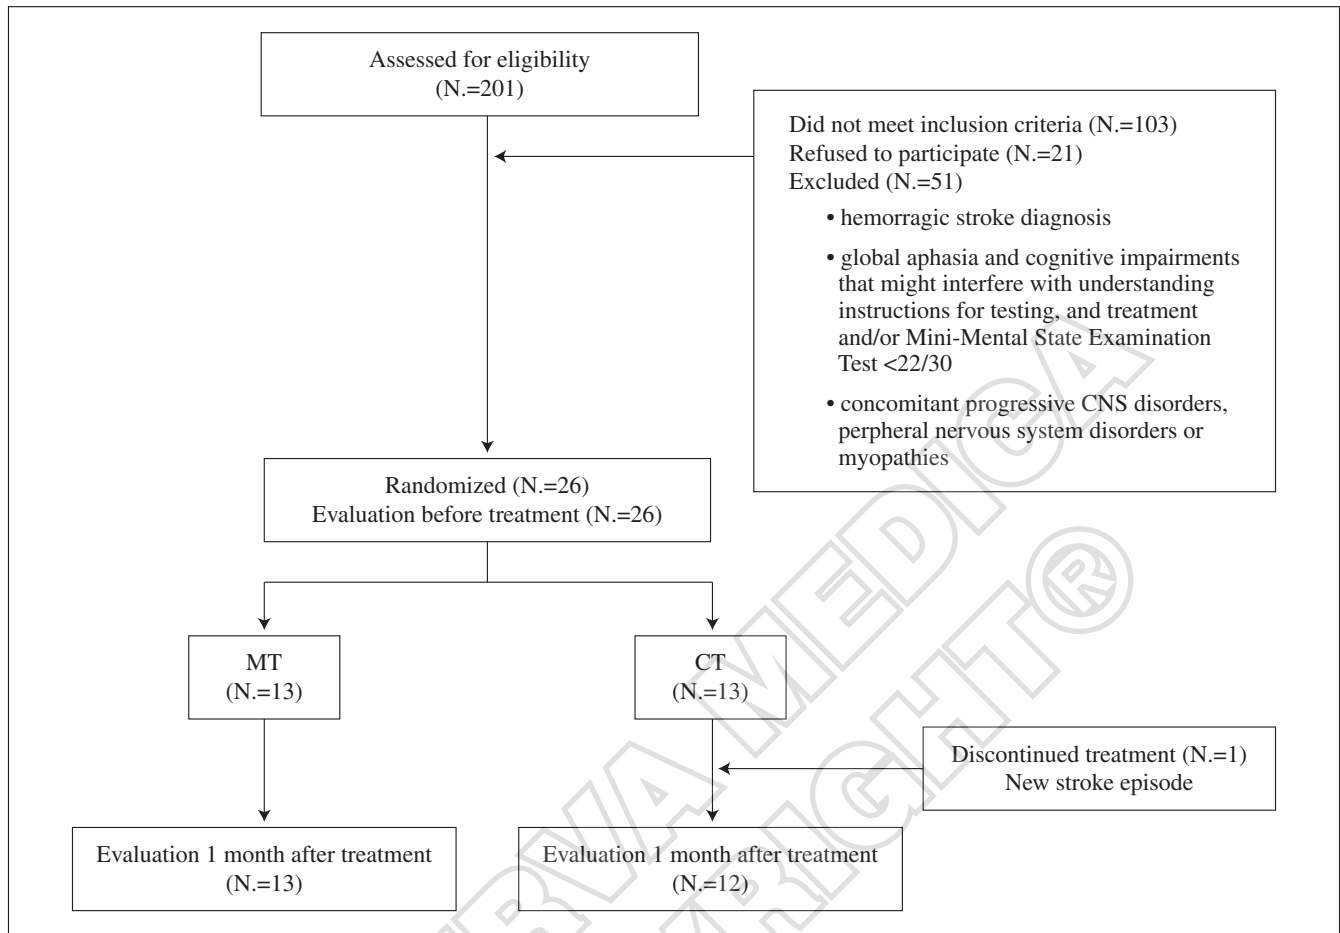 Assessed for eligibility
(N.=201)
Did not meet inclusion criteria (N.=103)
Refused to participate (N.=21)
Excluded (N.=51)
• hemorragic stroke diagnosis
• global aphasia and cognitive impairments
that might interfere with understanding
instructions for testing, and treatment
and/or Mini-Mental State Examination
Test <22/30
• concomitant progressive CNS disorders,
perpheral nervous system disorders or
myopathies
Randomized (N.=26)
Evaluation before treatment (N.=26)
MT
(N.=13)
CT
(N.=13)
Discontinued treatment (N.=1)
New stroke episode
Evaluation 1 month after treatment
(N.=13)
Evaluation 1 month after treatment
(N.=12)
MEDICA